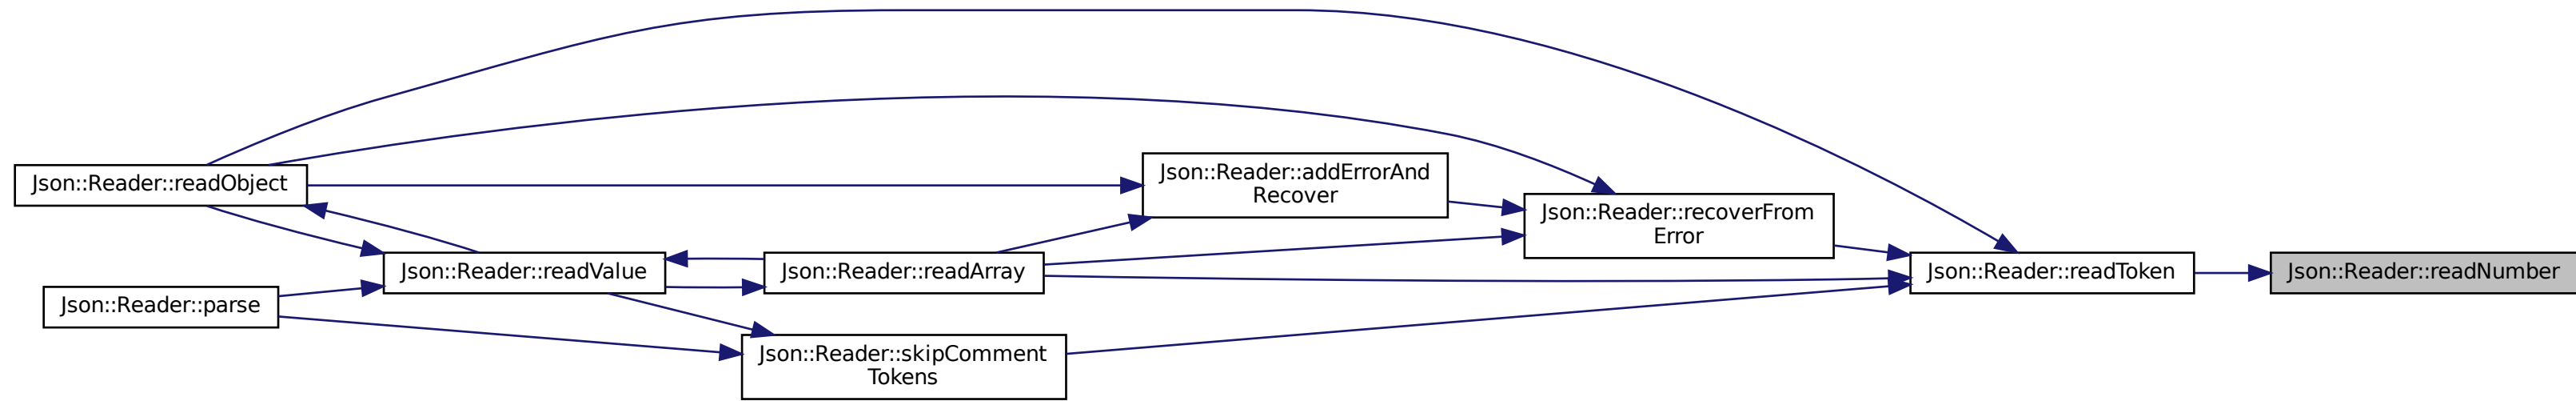 Json::Reader::readObject
Json::Reader::addErrorAnd
Recover
Json::Reader::recoverFrom
Error
Json::Reader::readValue
Json::Reader::readArray
Json::Reader::readToken
Json::Reader::readNumber
Json::Reader::parse
Json::Reader::skipComment
Tokens